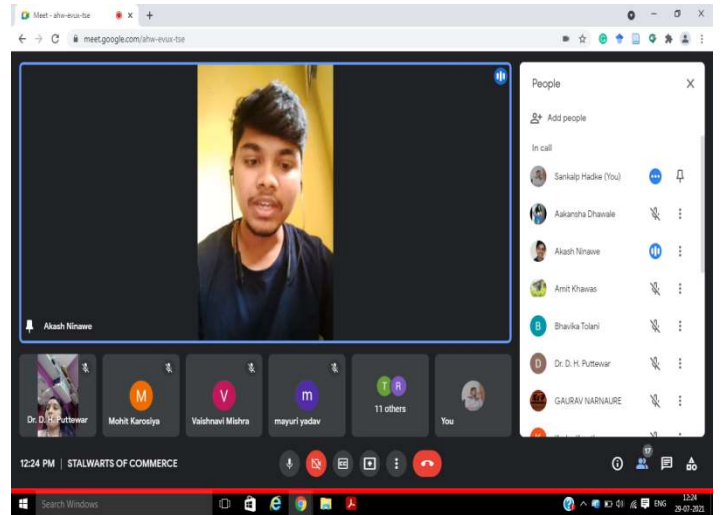 Meet - ahw-evux-tse
meet.google.com/ahw-evux-tse
Akash Ninawe
Dr. D. H. Puttewar
M
Mohit Karosiya
V
Vaishnavi Mishra
m
mayuri yadav
T R
11 others
You
12:24 PM | STALWARTS OF COMMERCE
People
Add people
In call
Sankalp Hadke (You)
Aakansha Dhawale
Akash Ninawe
Amit Khawas
B
Bhavika Tolani
D
Dr. D. H. Puttewar
GAURAV NARNAURE
17
Search Windows
ENG
12:24
29-07-2021